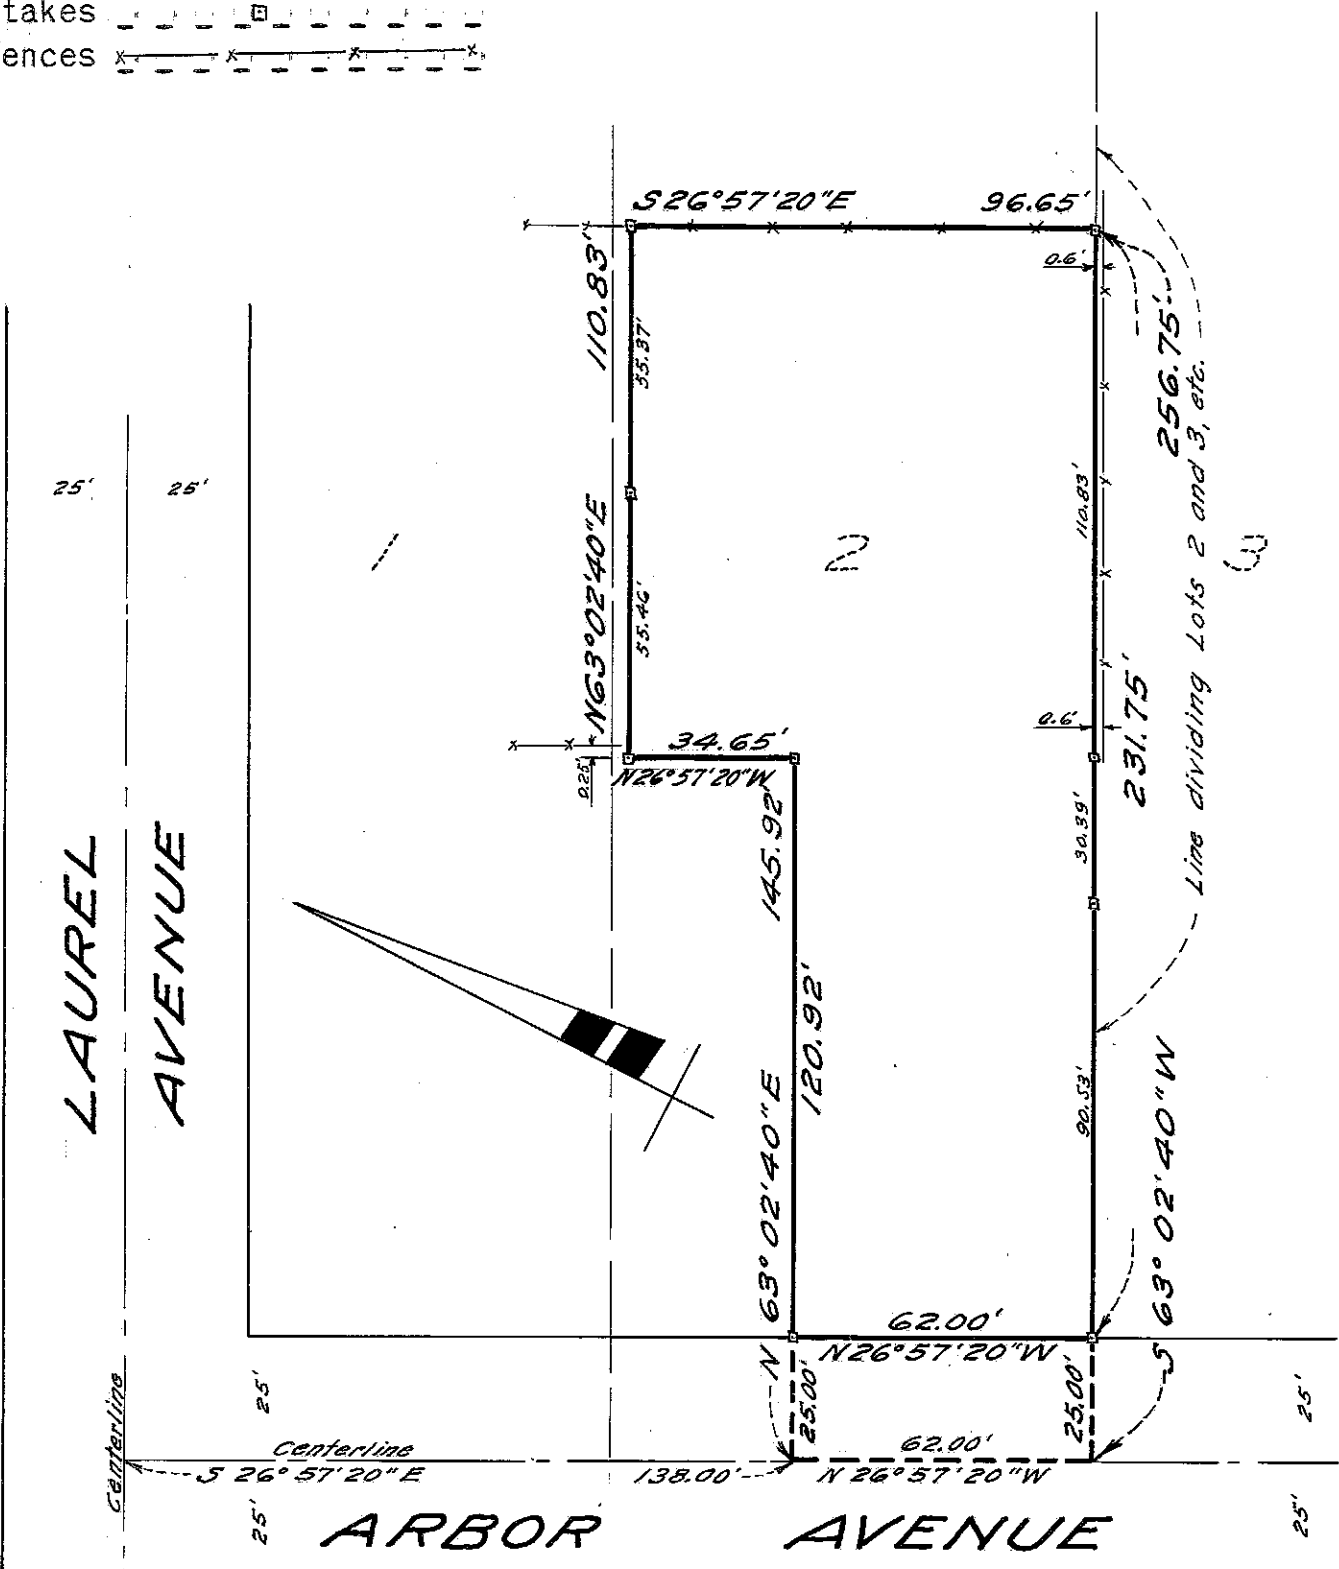 takes
ences
S 26°57'20"E 96.65'
110.83'
55.37'
0.6'
256.75'
25' 25'
1
2
3
110.83'
N63°02'40"E
55.46'
Line dividing Lots 2 and 3, etc.
231.75'
0.6'
34.65'
N26°57'20"W
0.25'
145.92'
30.39'
LAUREL
AVENUE
120.92'
N 63°02'40"E
90.53'
S 63°02'40"W
62.00'
N26°57'20"W
25.00'
25.00'
25'
25'
Centerline
Centerline
S 26°57'20"E
138.00'
62.00'
N 26°57'20"W
25'
25'
ARBOR AVENUE